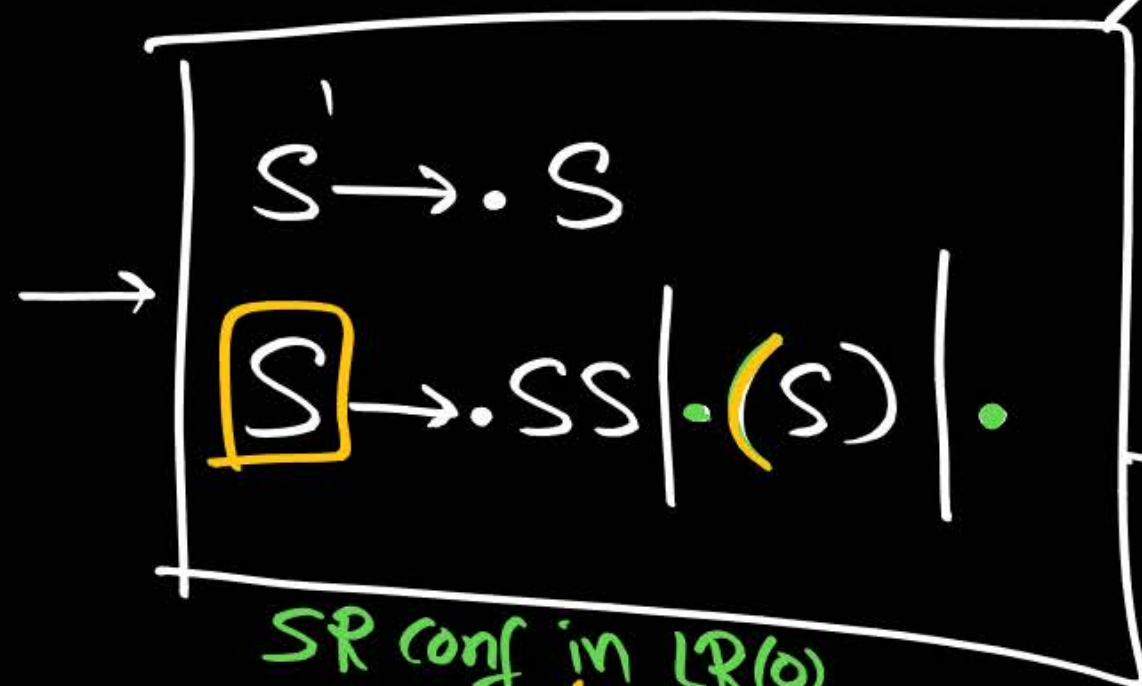 S' → . S
S → . SS | . (S) | .
SR conf in LR(0)